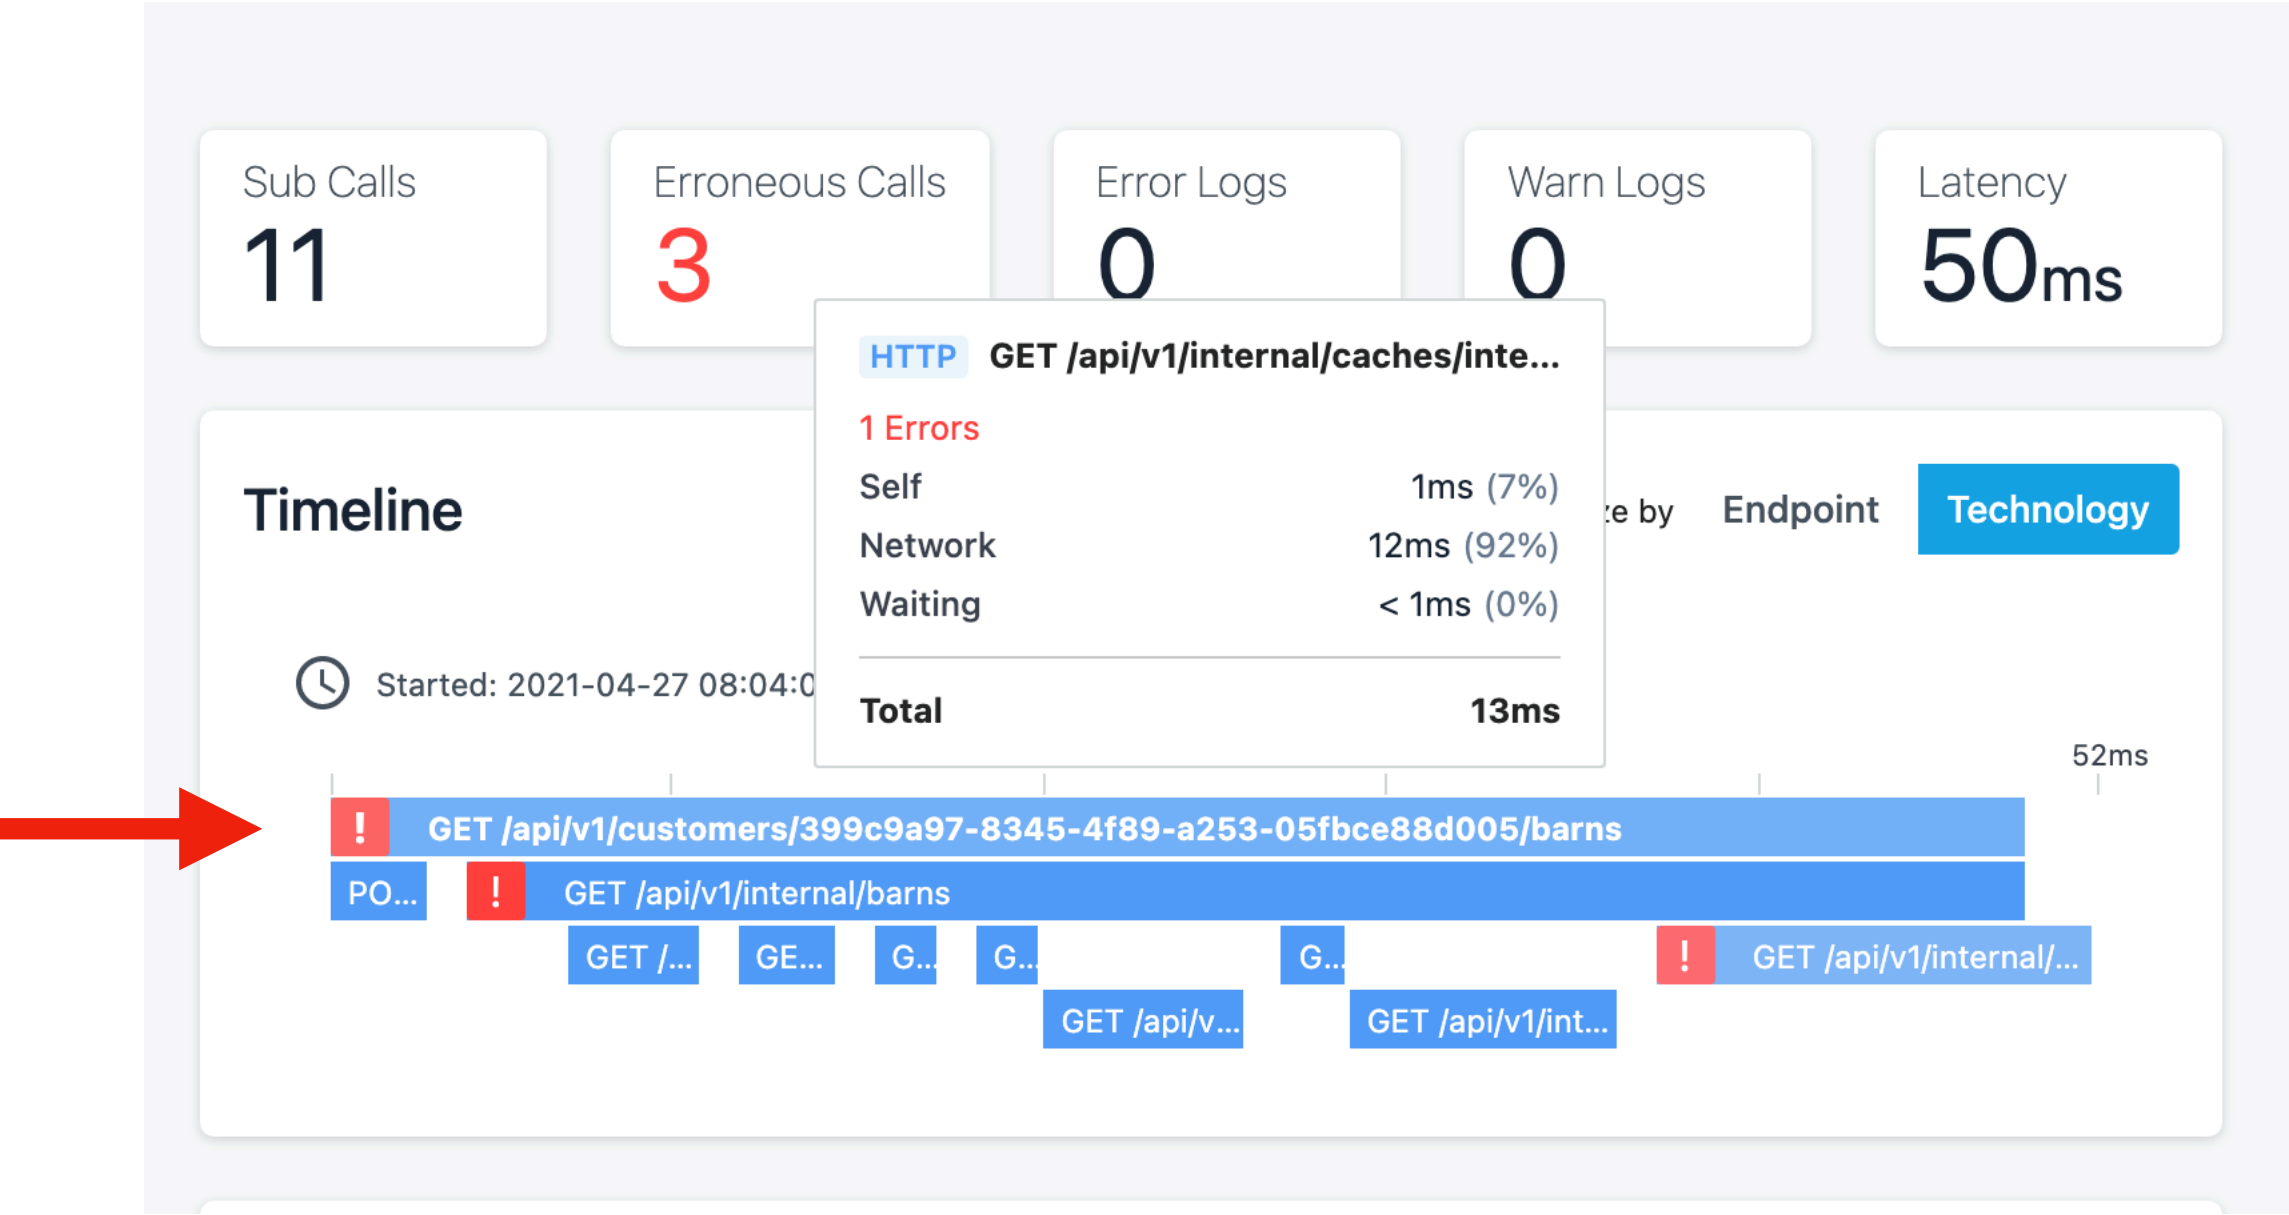 Sub Calls
11
Erroneous Calls
3
Error Logs
0
Warn Logs
0
Latency
50ms
HTTP GET /api/v1/internal/caches/inte...
1 Errors
Self 1ms (7%)
Network 12ms (92%)
Waiting < 1ms (0%)
Total 13ms
Timeline
by Endpoint Technology
Started: 2021-04-27 08:04:0
52ms
! GET /api/v1/customers/399c9a97-8345-4f89-a253-05fbce88d005/barns
PO... ! GET /api/v1/internal/barns
GET /... GE... G... G... G... ! GET /api/v1/internal/...
GET /api/v... GET /api/v1/int...